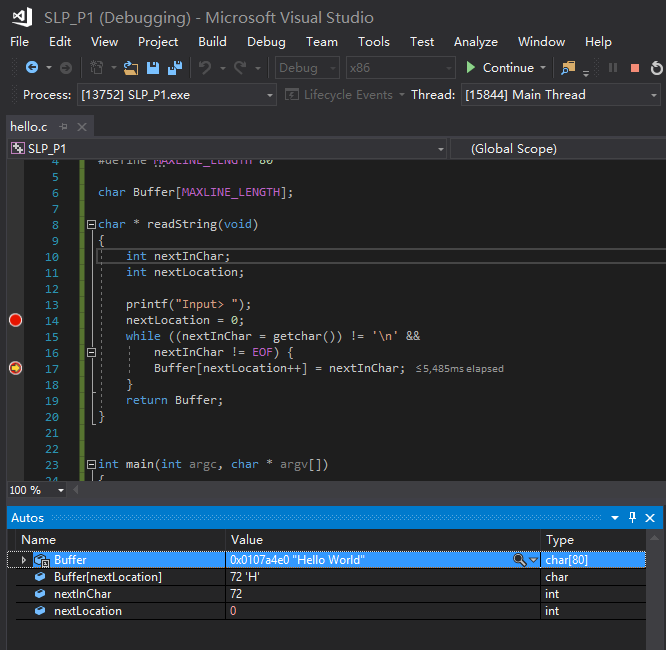 SLP_P1 (Debugging) - Microsoft Visual Studio
File Edit View Project Build Debug Team Tools Test Analyze Window Help
Debug x86 Continue
Process: [13752] SLP_P1.exe Lifecycle Events Thread: [15844] Main Thread
hello.c
SLP_P1 (Global Scope)
4 #define MAXLINE_LENGTH 80
5
6 char Buffer[MAXLINE_LENGTH];
7
8 char * readString(void)
9 {
10 int nextInChar;
11 int nextLocation;
12
13 printf("Input> ");
14 nextLocation = 0;
15 while ((nextInChar = getchar()) != '\n' &&
16 nextInChar != EOF) {
17 Buffer[nextLocation++] = nextInChar; ≤5,485ms elapsed
18 }
19 return Buffer;
20 }
21
22
23 int main(int argc, char * argv[])
24 {
100 %
Autos
Name Value Type
Buffer 0x0107a4e0 "Hello World" char[80]
Buffer[nextLocation] 72 'H' char
nextInChar 72 int
nextLocation 0 int